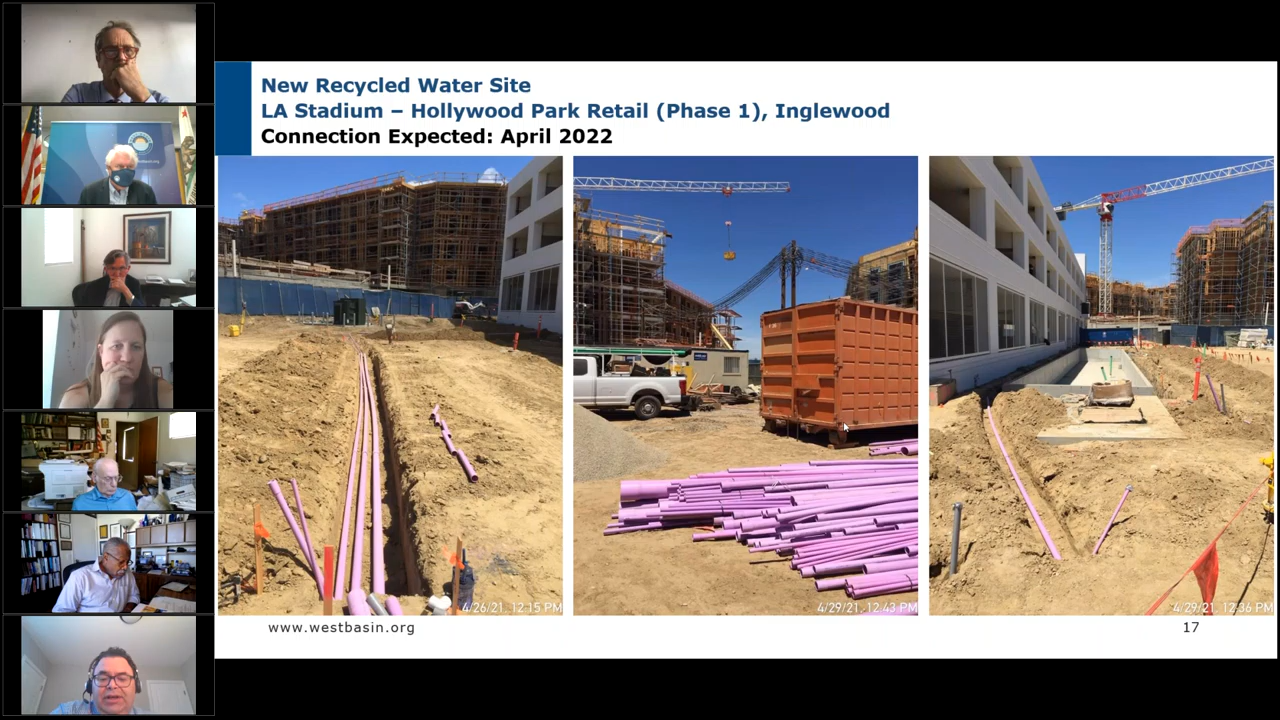 New Recycled Water Site
LA Stadium – Hollywood Park Retail (Phase 1), Inglewood
Connection Expected: April 2022
4/26/21, 12:15 PM
4/29/21, 12:43 PM
4/29/21, 12:36 PM
www.westbasin.org
17